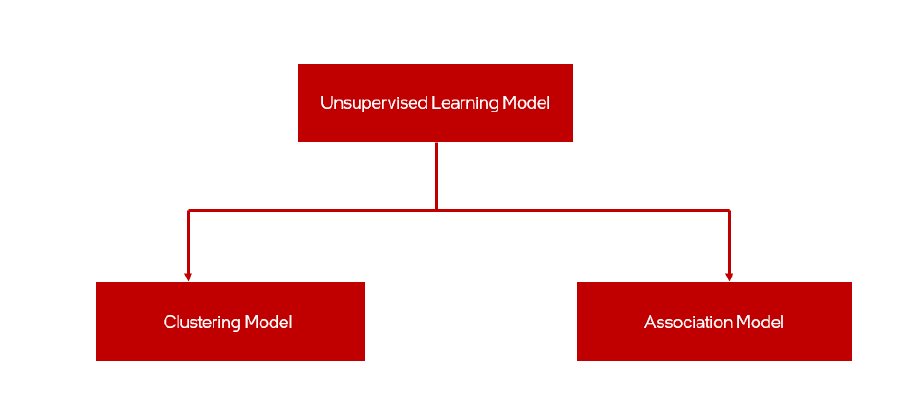 Unsupervised Learning Model
Clustering Model
Association Model